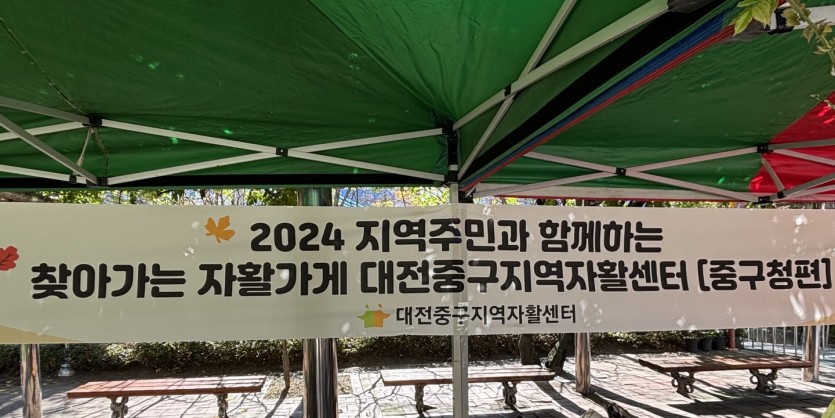 2024 지역주민과 함께하는
찾아가는 자활가게 대전중구지역자활센터 [중구청편]
대전중구지역자활센터